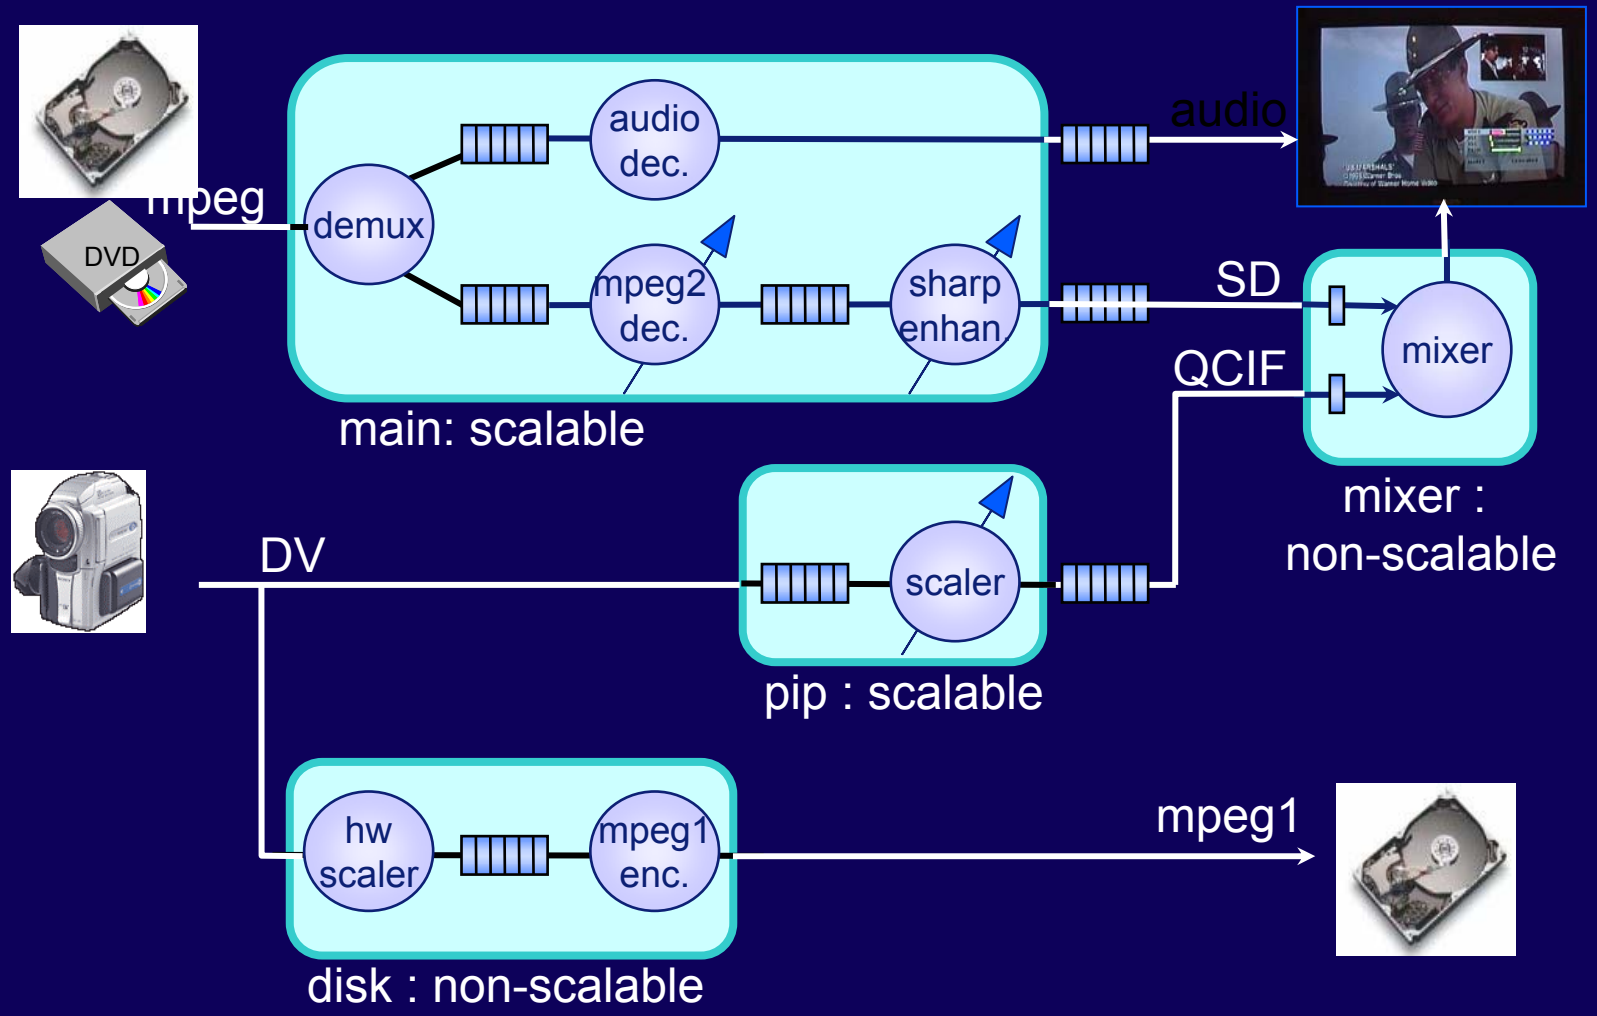 audio
audio
dec.
mpeg
demux
DVD
mpeg2
dec.
sharp
enhan.
SD
QCIF
mixer
main: scalable
mixer :
non-scalable
DV
scaler
pip : scalable
hw
scaler
mpeg1
enc.
mpeg1
disk : non-scalable